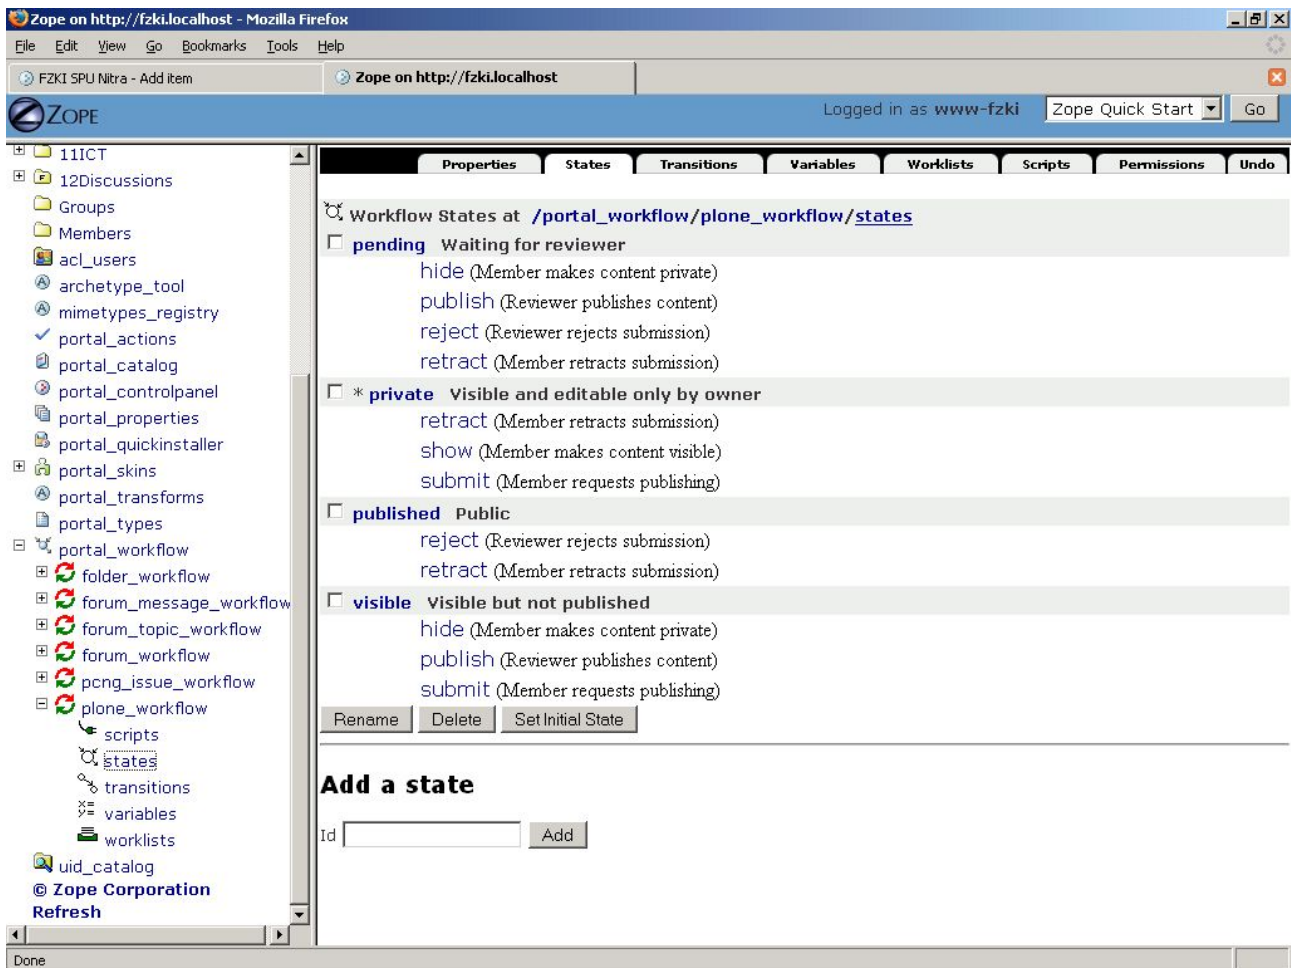 Zope on http://fzki.localhost - Mozilla Firefox
File Edit View Go Bookmarks Tools Help
FZKI SPU Nitra - Add item
Zope on http://fzki.localhost
ZOPE
Logged in as www-fzki
Zope Quick Start
Go
11ICT
12Discussions
Groups
Members
acl_users
archetype_tool
mimetypes_registry
portal_actions
portal_catalog
portal_controlpanel
portal_properties
portal_quickinstaller
portal_skins
portal_transforms
portal_types
portal_workflow
folder_workflow
forum_message_workflow
forum_topic_workflow
forum_workflow
pcng_issue_workflow
plone_workflow
scripts
states
transitions
variables
worklists
uid_catalog
© Zope Corporation
Refresh
Properties States Transitions Variables Worklists Scripts Permissions Undo
Workflow States at /portal_workflow/plone_workflow/states
pending Waiting for reviewer
hide (Member makes content private)
publish (Reviewer publishes content)
reject (Reviewer rejects submission)
retract (Member retracts submission)
* private Visible and editable only by owner
retract (Member retracts submission)
show (Member makes content visible)
submit (Member requests publishing)
published Public
reject (Reviewer rejects submission)
retract (Member retracts submission)
visible Visible but not published
hide (Member makes content private)
publish (Reviewer publishes content)
submit (Member requests publishing)
Rename Delete Set Initial State
Add a state
Id Add
Done